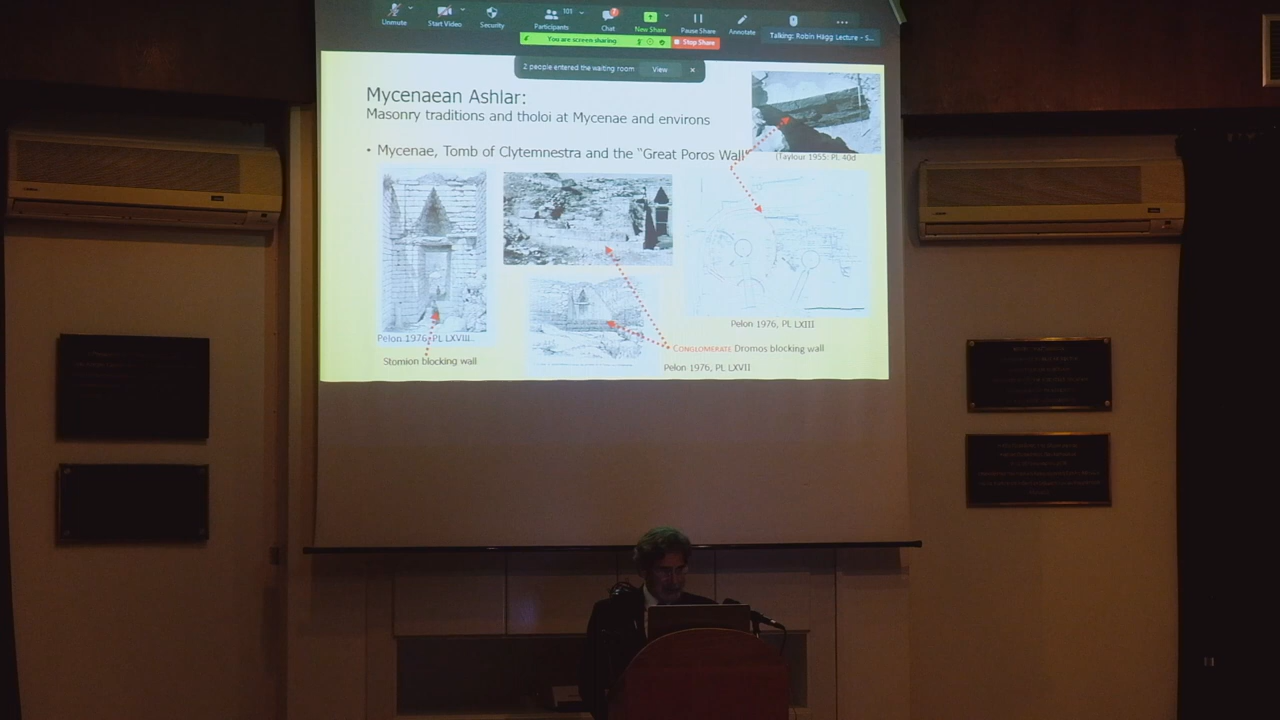 Unmute
Start Video
Security
101
Participants
7
Chat
New Share
Pause Share
Annotate
You are screen sharing
Stop Share
Talking: Robin Hägg Lecture - S...
2 people entered the waiting room
View
Mycenaean Ashlar:
Masonry traditions and tholoi at Mycenae and environs
(Taylour 1955: PL 40d
• Mycenae, Tomb of Clytemnestra and the "Great Poros Wall"
Pelon 1976, PL LXIII
Pelon 1976, PL LXVIII
CONGLOMERATE Dromos blocking wall
Stomion blocking wall
Pelon 1976, PL LXVII